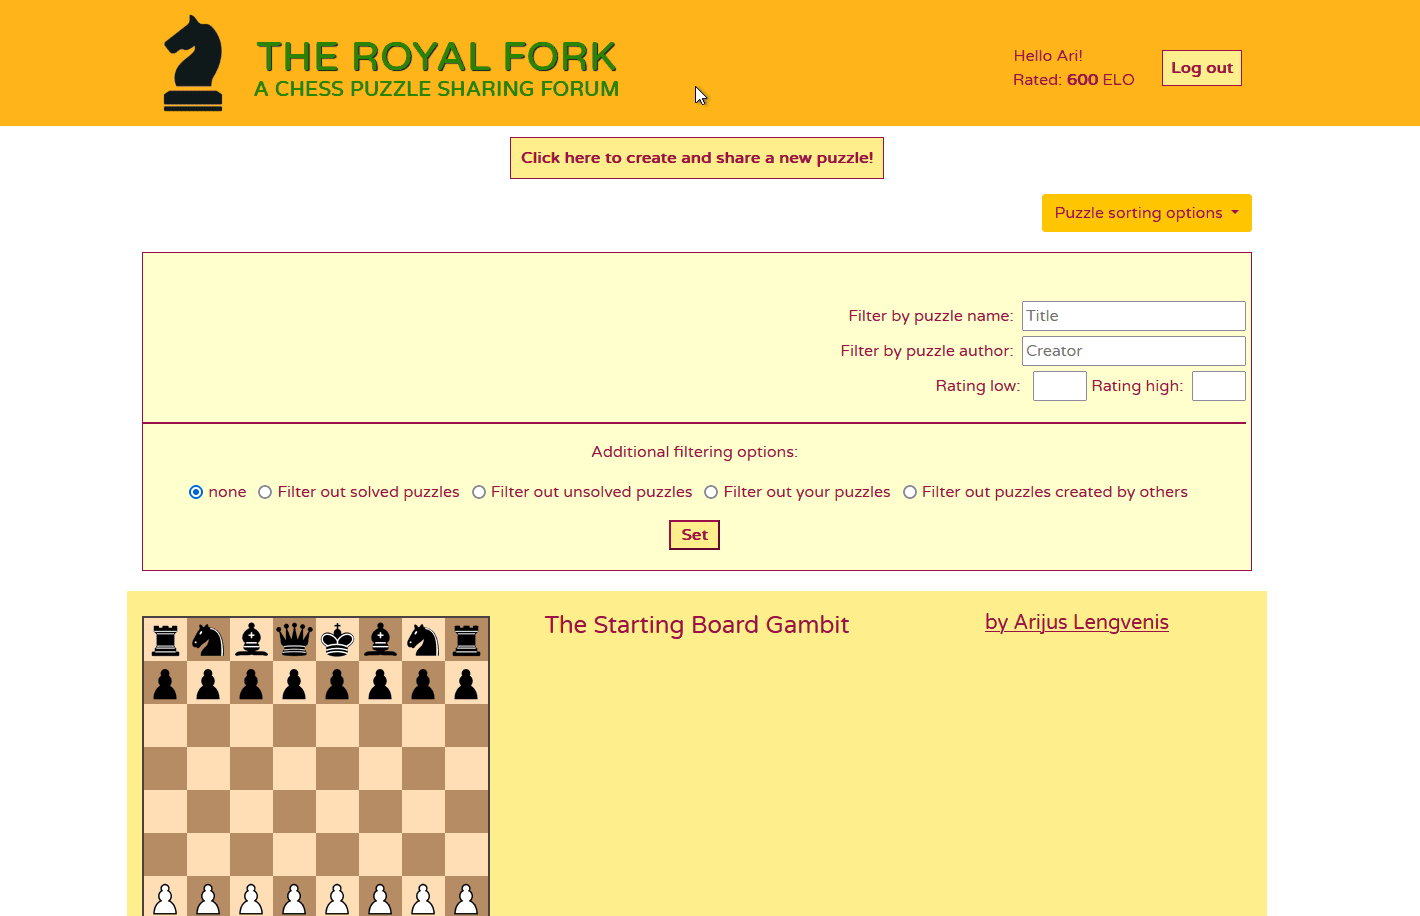 THE ROYAL FORK
A CHESS PUZZLE SHARING FORUM
Hello Ari!
Rated: 600 ELO
Log out
Click here to create and share a new puzzle!
Puzzle sorting options
Filter by puzzle name: Title
Filter by puzzle author: Creator
Rating low: Rating high:
Additional filtering options:
none Filter out solved puzzles Filter out unsolved puzzles Filter out your puzzles Filter out puzzles created by others
Set
The Starting Board Gambit
by Arijus Lengvenis